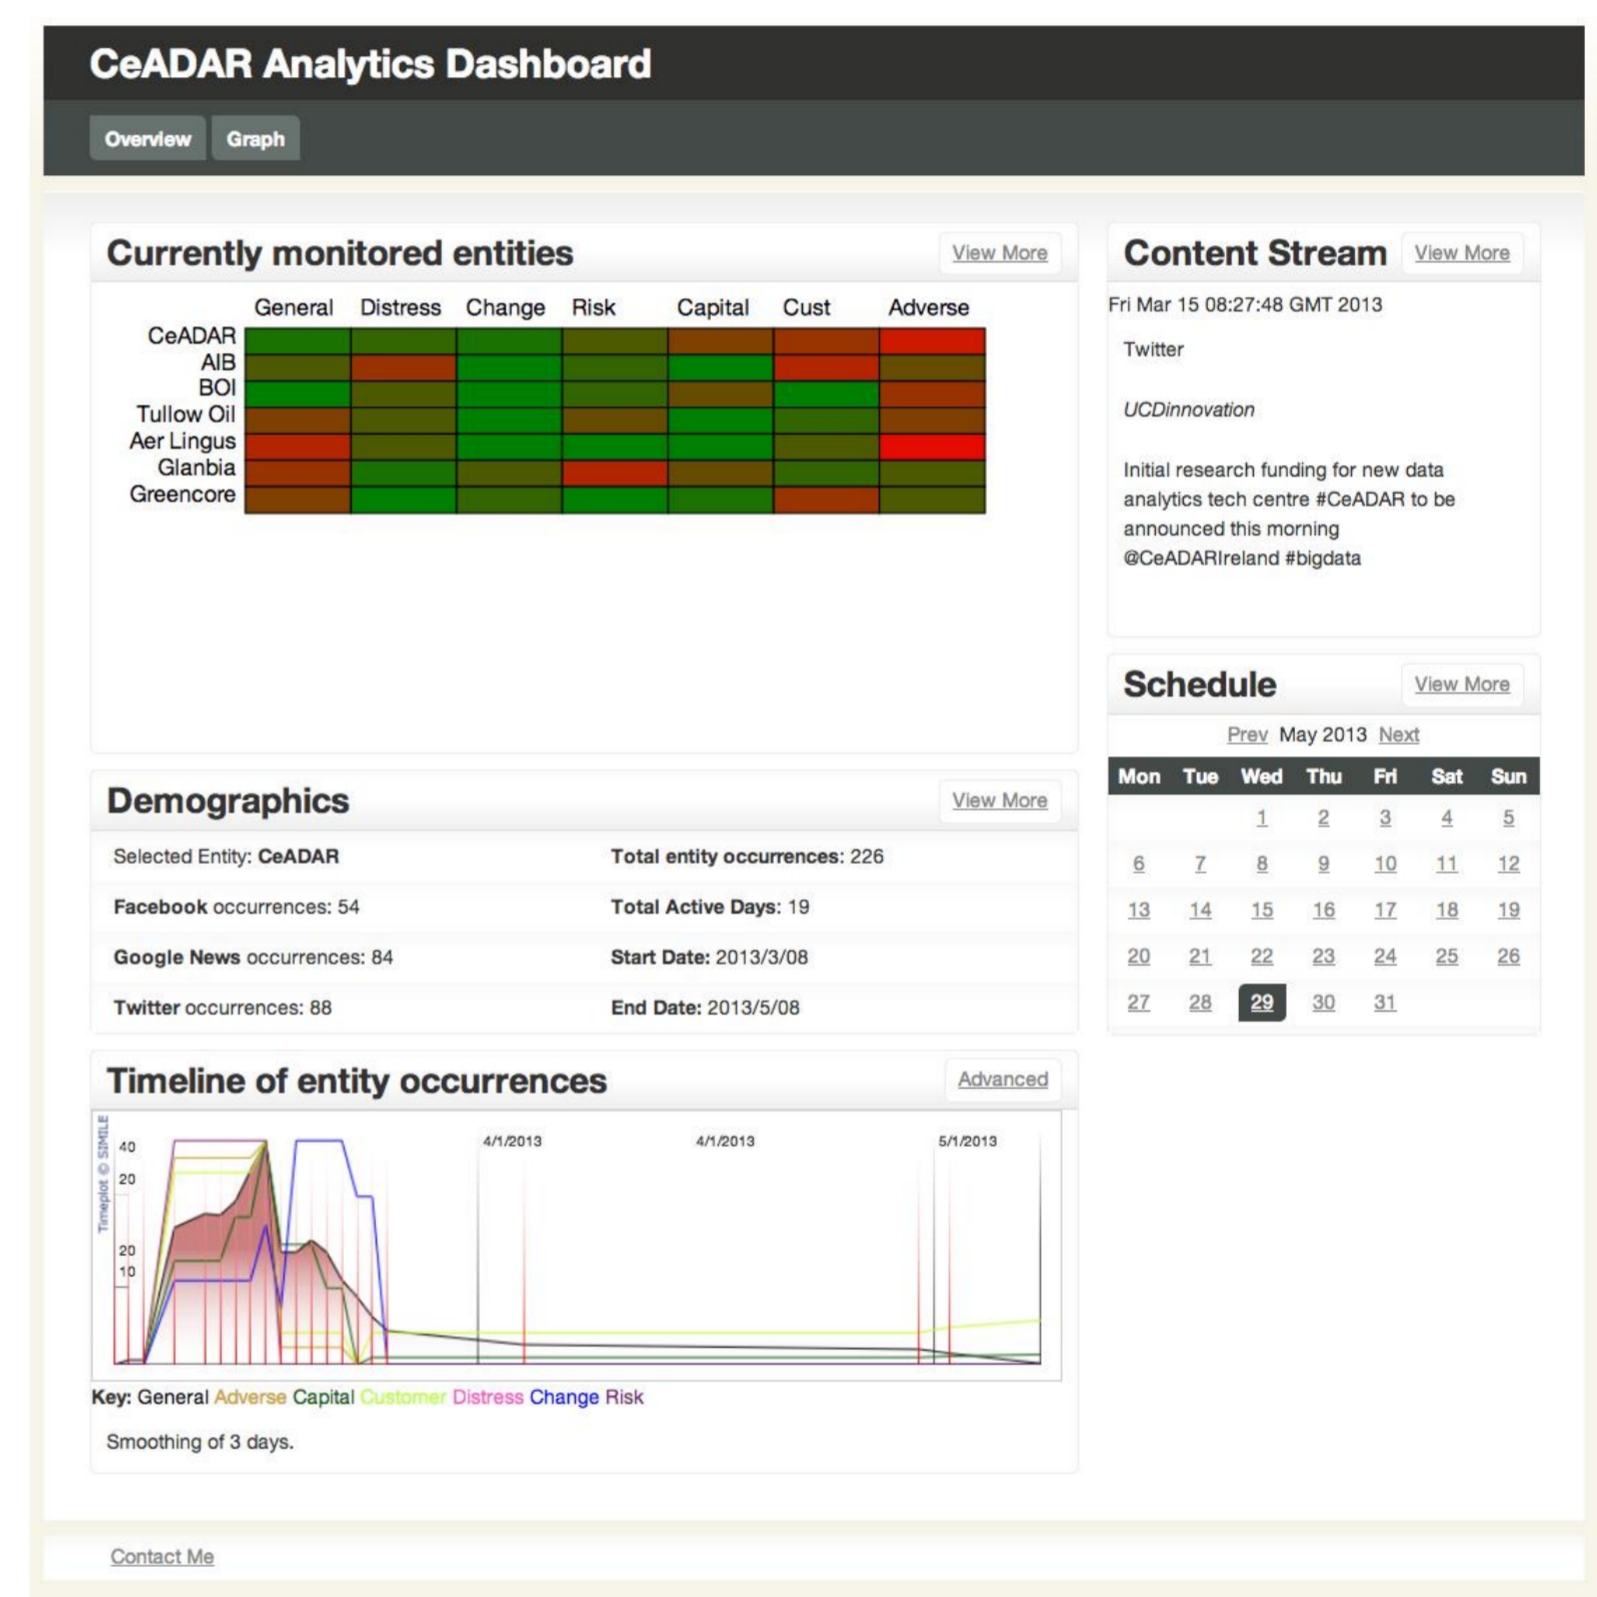 CeADAR Analytics Dashboard
Overview Graph
Currently monitored entities View More
General Distress Change Risk Capital Cust Adverse
CeADAR
AIB
BOI
Tullow Oil
Aer Lingus
Glanbia
Greencore
Content Stream View More
Fri Mar 15 08:27:48 GMT 2013
Twitter
UCDinnovation
Initial research funding for new data
analytics tech centre #CeADAR to be
announced this morning
@CeADARIreland #bigdata
Schedule View More
Prev May 2013 Next
Mon Tue Wed Thu Fri Sat Sun
1 2 3 4 5
6 7 8 9 10 11 12
13 14 15 16 17 18 19
20 21 22 23 24 25 26
27 28 29 30 31
Demographics View More
Selected Entity: CeADAR Total entity occurrences: 226
Facebook occurrences: 54 Total Active Days: 19
Google News occurrences: 84 Start Date: 2013/3/08
Twitter occurrences: 88 End Date: 2013/5/08
Timeline of entity occurrences Advanced
Timeplot © SIMILE
40 4/1/2013 4/1/2013 5/1/2013
20
20
10
Key: General Adverse Capital Customer Distress Change Risk
Smoothing of 3 days.
Contact Me